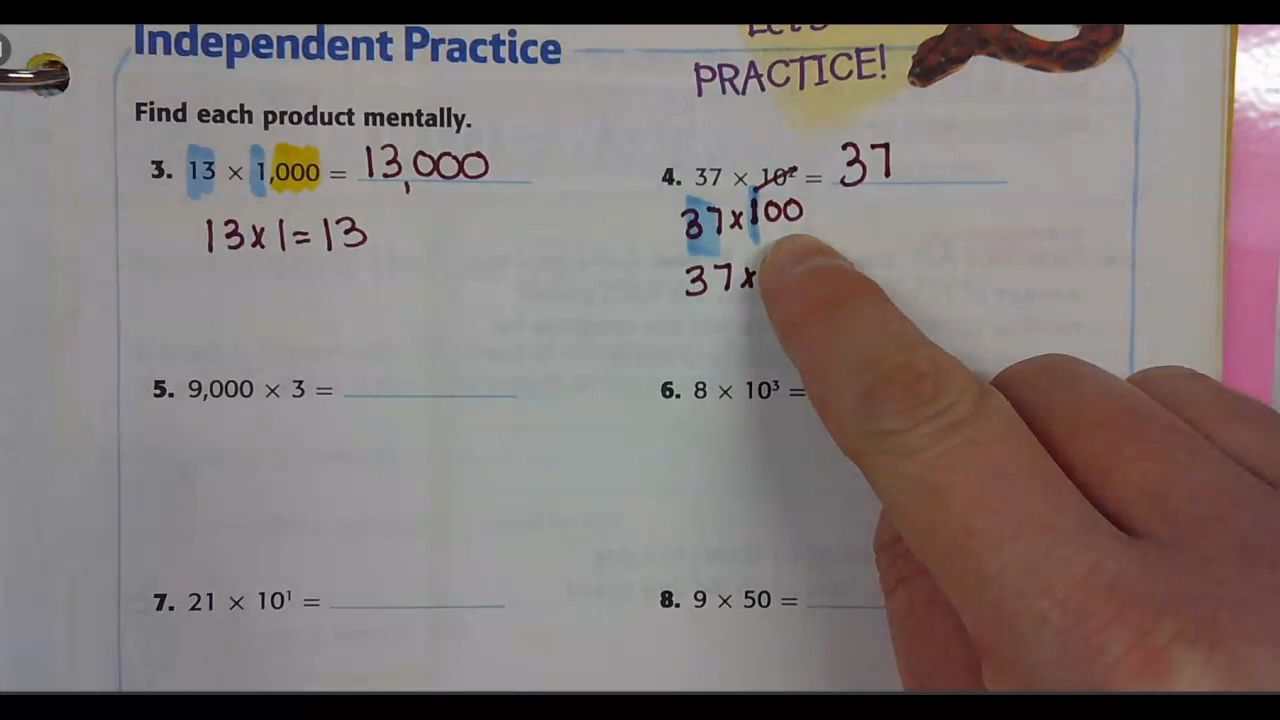 Independent Practice
PRACTICE!
Find each product mentally.
3. 13 × 1,000 = 13,000
13 x 1 = 13
4. 37 × 10² = 37
37 x 100
37 x
5. 9,000 × 3 =
6. 8 × 10³ =
7. 21 × 10¹ =
8. 9 × 50 =